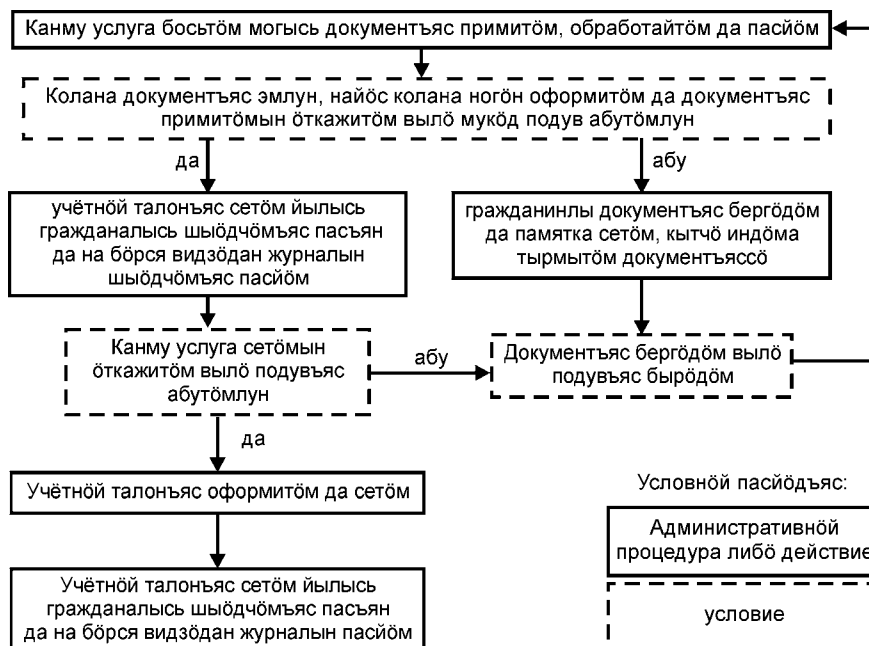 Канму услуга босьтӧм могысь документъяс примитӧм, обработайтӧм да пасйӧм
Колана документъяс эмлун, найӧс колана ногӧн оформитӧм да документъяс
примитӧмын ӧткажитӧм вылӧ мукӧд подув абутӧмлун
да
абу
учётнӧй талонъяс сетӧм йылысь
гражданалысь шыӧдчӧмъяс пасъян
да на бӧрся видзӧдан журналын
шыӧдчӧмъяс пасйӧм
гражданинлы документъяс бергӧдӧм
да памятка сетӧм, кытчӧ индӧма
тырмытӧм документъяссӧ
Канму услуга сетӧмын
ӧткажитӧм вылӧ подувъяс
абутӧмлун
абу
Документъяс бергӧдӧм вылӧ
подувъяс бырӧдӧм
да
Учётнӧй талонъяс оформитӧм да сетӧм
Учётнӧй талонъяс сетӧм йылысь
гражданалысь шыӧдчӧмъяс пасъян
да на бӧрся видзӧдан журналын пасйӧм
Условнӧй пасйӧдъяс:
Административнӧй
процедура либӧ действие
условие